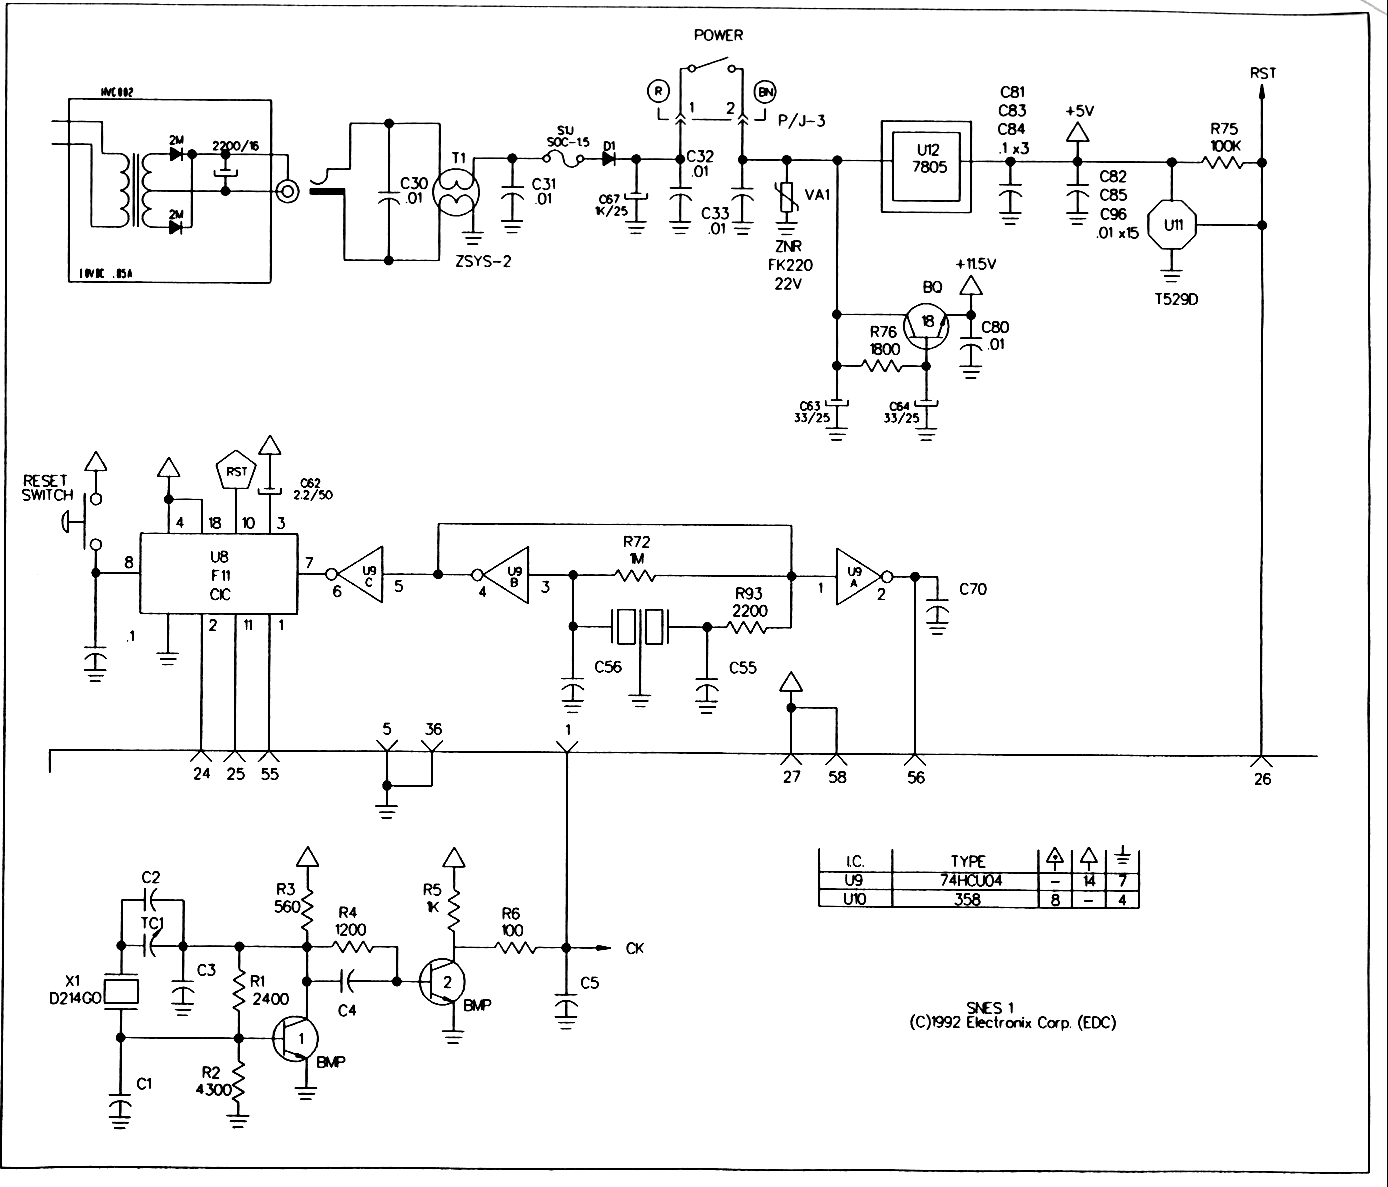 POWER
RST
HVC002
2M
2200/16
2M
10VDC .85A
C30
.01
T1
ZSYS-2
C31
.01
S1J
SOC-1.5
D1
C67
1K/25
R
1
2
BN
P/J-3
C32
.01
C33
.01
VA1
ZNR
FK220
22V
U12
7805
C81
C83
C84
.1 x3
+5V
C82
C85
C96
.01 x15
R75
100K
U11
T529D
BQ
18
+11.5V
R76
1800
C80
.01
C63
33/25
C64
33/25
RESET
SWITCH
RST
C62
2.2/50
4
18
10
3
8
U8
F11
CIC
7
6
U9
C
5
4
U9
B
3
R72
1M
R93
2200
1
U9
A
2
C70
.1
2
11
1
C56
C55
24
25
55
5
36
1
27
58
56
26
I.C. TYPE
U9 74HCU04 - 14 7
U10 358 8 - 4
C2
TC1
C3
X1
D214GO
C1
R1
2400
R2
4300
R3
560
R4
1200
C4
1
BMP
R5
1K
2
BMP
R6
100
CK
C5
SNES 1
(C)1992 Electronix Corp. (EDC)